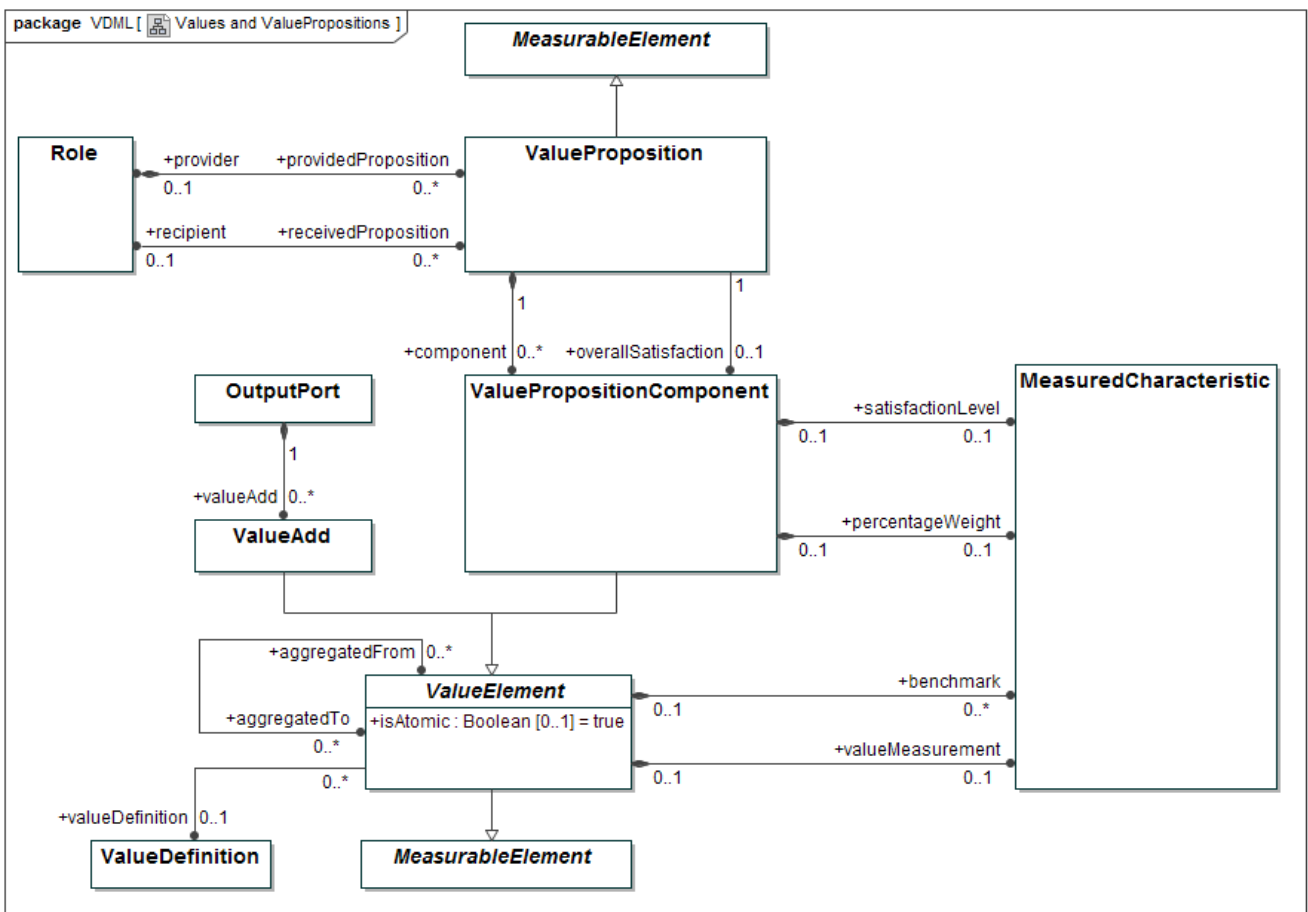 package VDML [ Values and ValuePropositions ]
MeasurableElement
Role
+provider
+providedProposition
0..1
0..*
+recipient
+receivedProposition
0..1
0..*
ValueProposition
1
1
+component 0..*
+overallSatisfaction 0..1
OutputPort
1
+valueAdd 0..*
ValueAdd
ValuePropositionComponent
MeasuredCharacteristic
+satisfactionLevel
0..1
0..1
+percentageWeight
0..1
0..1
+aggregatedFrom 0..*
+aggregatedTo
0..*
ValueElement
+isAtomic : Boolean [0..1] = true
+benchmark
0..1
0..*
+valueMeasurement
0..1
0..1
0..*
+valueDefinition 0..1
ValueDefinition
MeasurableElement